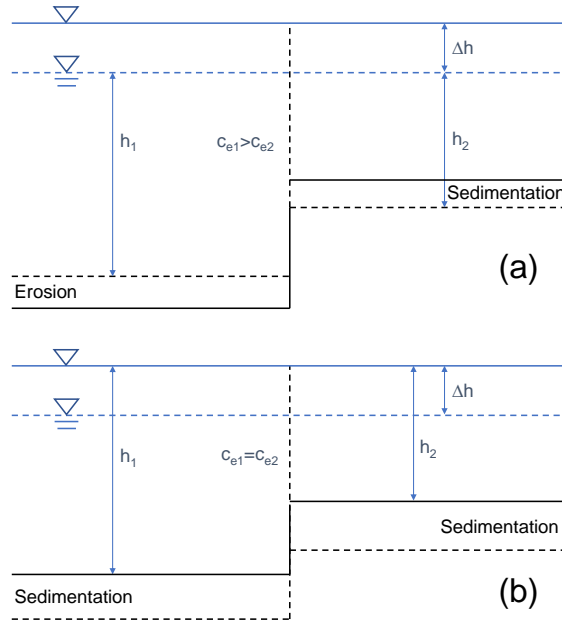 Δh
h₁
cₑ₁>cₑ₂
h₂
Sedimentation
Erosion
(a)
Δh
h₁
cₑ₁=cₑ₂
h₂
Sedimentation
Sedimentation
(b)